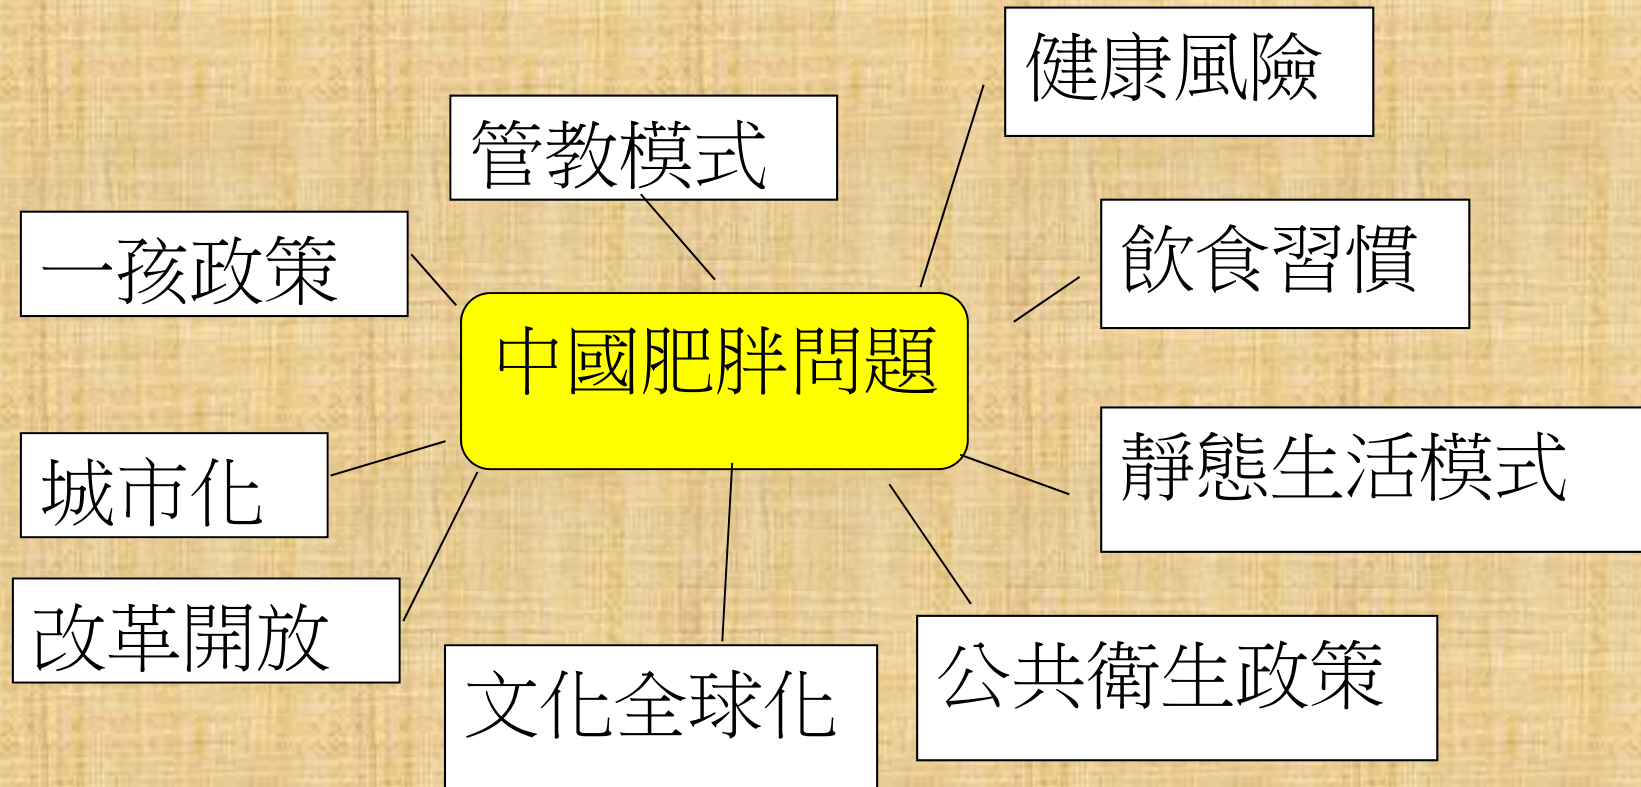 健康風險
管教模式
一孩政策
飲食習慣
中國肥胖問題
城市化
靜態生活模式
改革開放
文化全球化
公共衛生政策